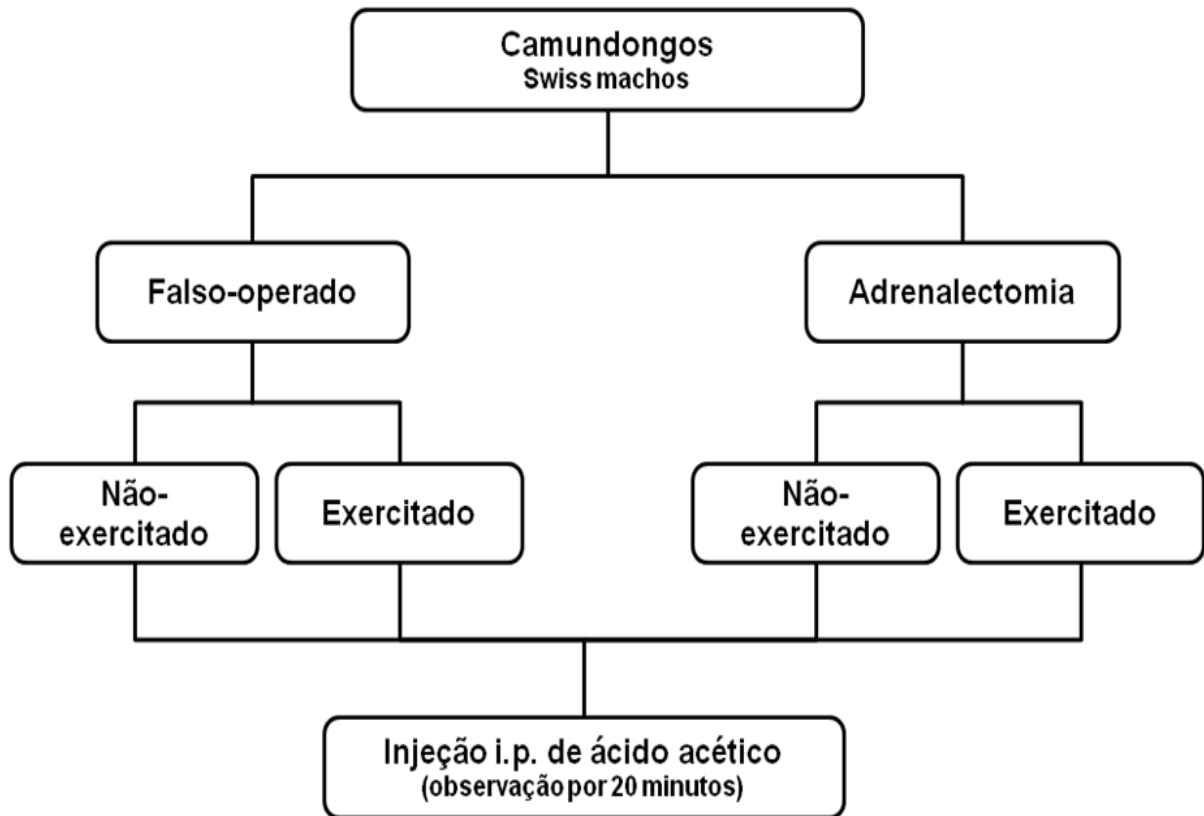 Camundongos
Swiss machos
Falso-operado
Adrenalectomia
Não-
exercitado
Exercitado
Não-
exercitado
Exercitado
Injeção i.p. de ácido acético
(observação por 20 minutos)